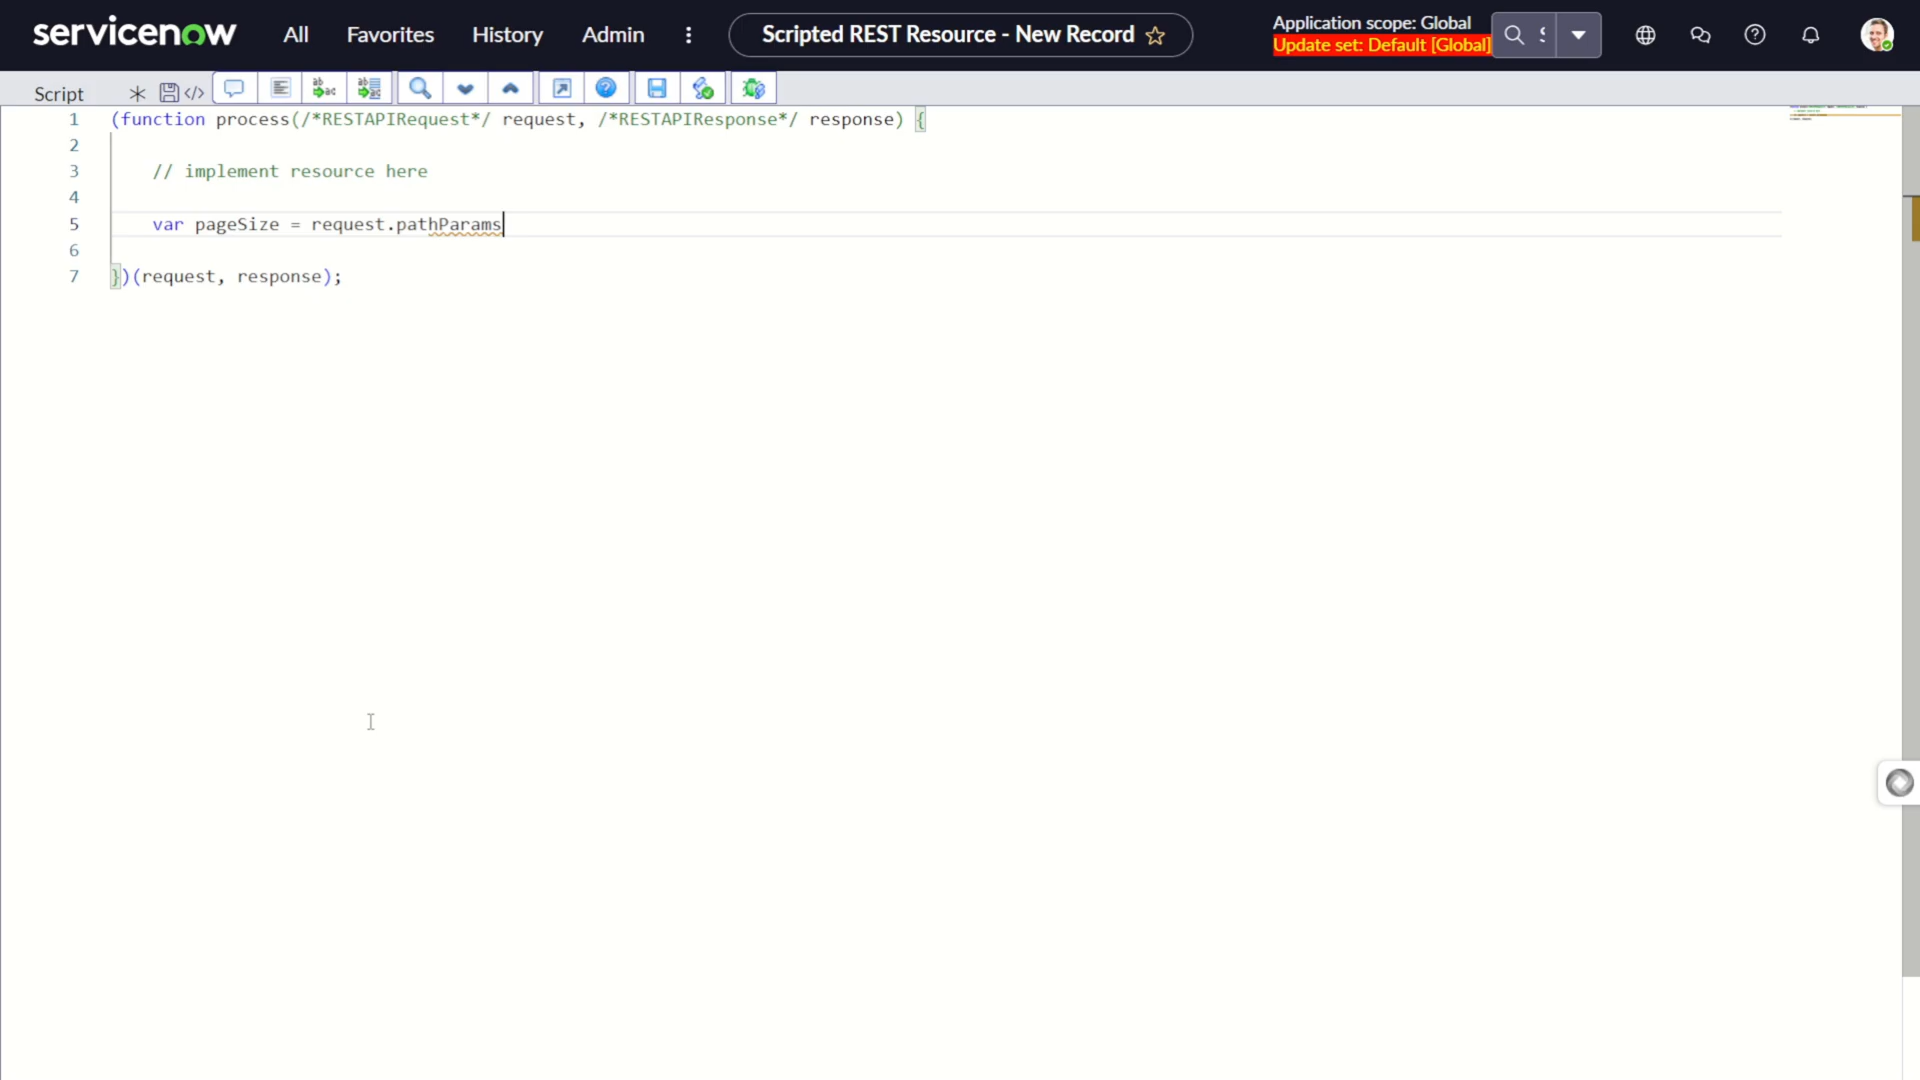 servicenow All Favorites History Admin Scripted REST Resource - New Record Application scope: Global
Update set: Default [Global]
Script
1 (function process(/*RESTAPIRequest*/ request, /*RESTAPIResponse*/ response) {
2
3 // implement resource here
4
5 var pageSize = request.pathParams
6
7 })(request, response);